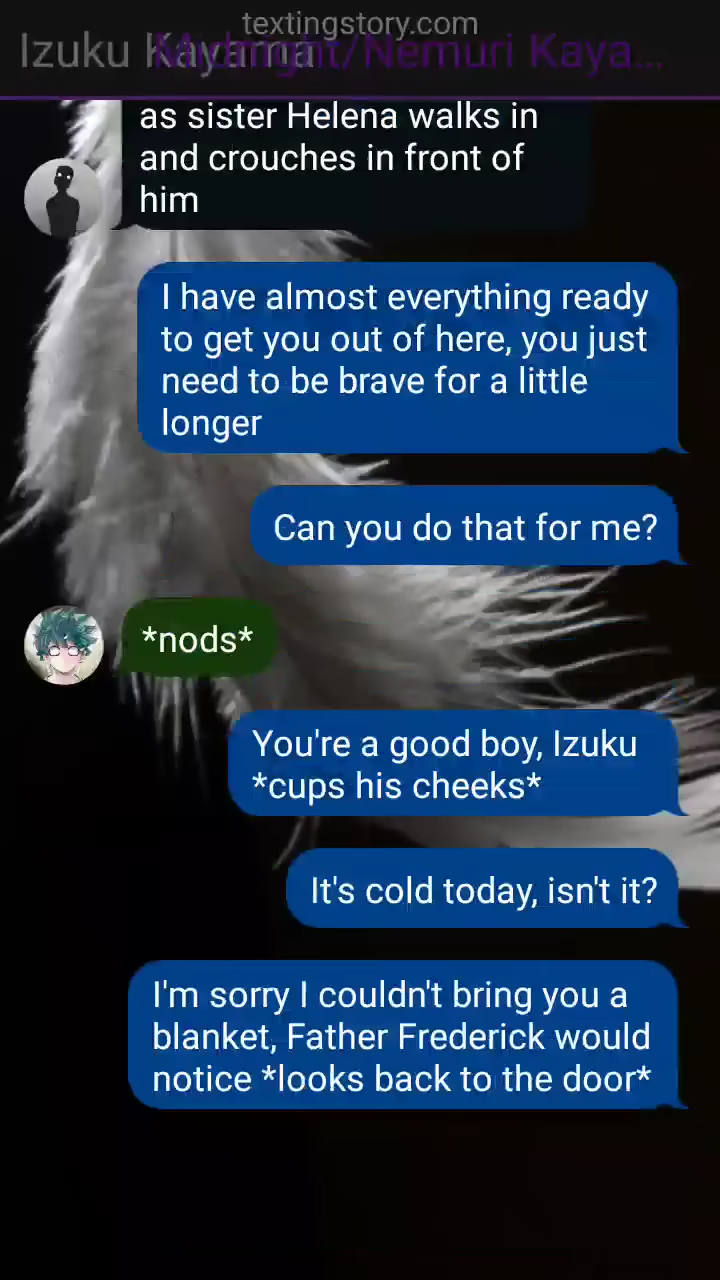 textingstory.com
Izuku Kayama
Midnight/Nemuri Kaya...
as sister Helena walks in
and crouches in front of
him
I have almost everything ready
to get you out of here, you just
need to be brave for a little
longer
Can you do that for me?
*nods*
You're a good boy, Izuku
*cups his cheeks*
It's cold today, isn't it?
I'm sorry I couldn't bring you a
blanket, Father Frederick would
notice *looks back to the door*